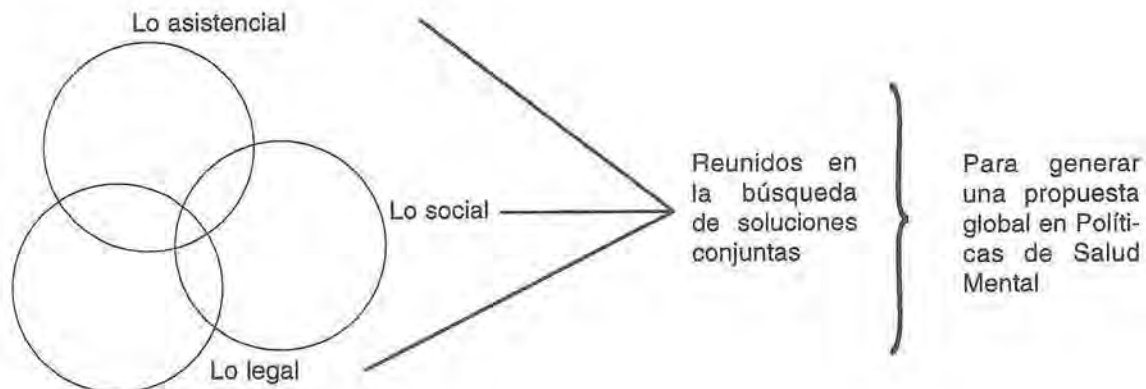 Lo asistencial
Lo social
Lo legal
Reunidos en
la búsqueda
de soluciones
conjuntas
Para generar
una propuesta
global en Políti-
cas de Salud
Mental